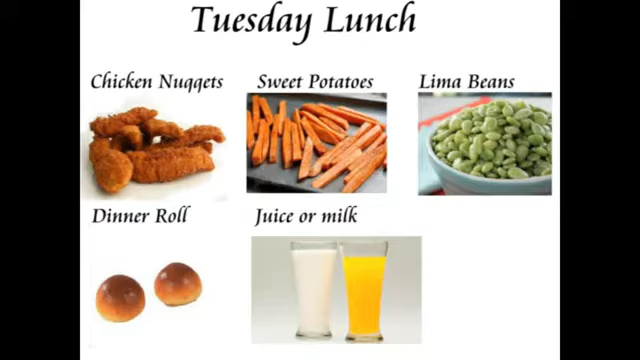 Tuesday Lunch
Chicken Nuggets Sweet Potatoes Lima Beans
Dinner Roll Juice or milk